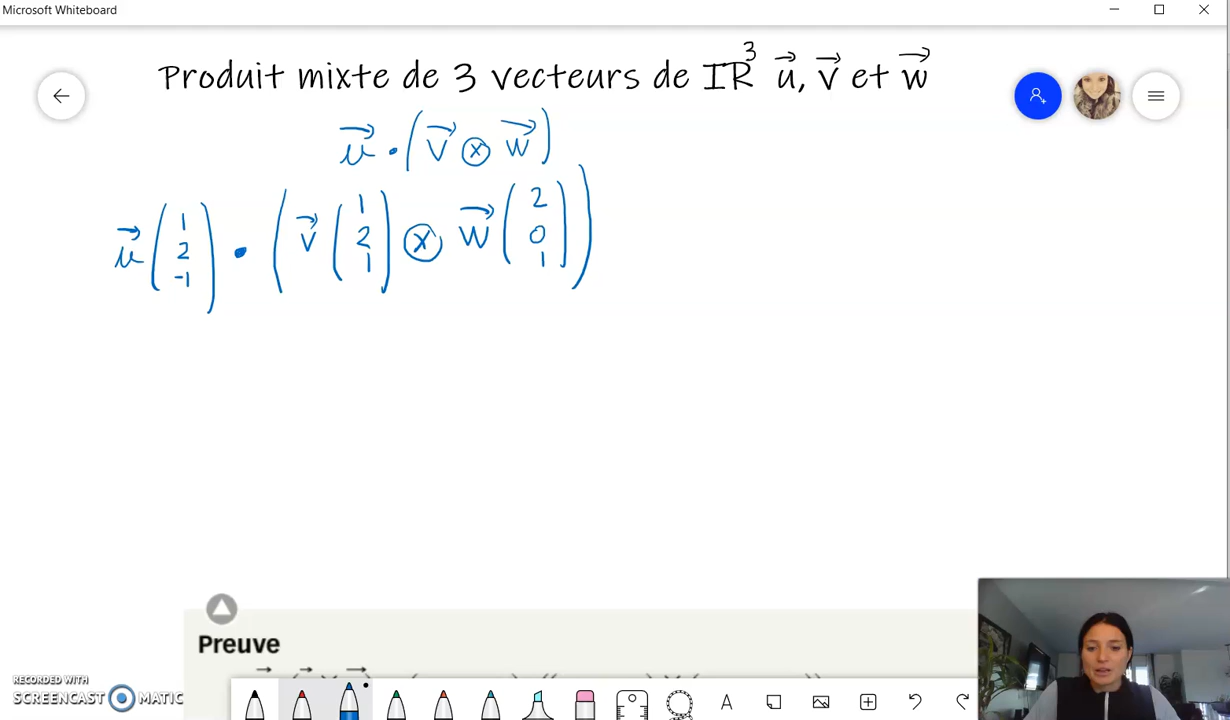 Microsoft Whiteboard
Produit mixte de 3 vecteurs de ℝ³ u⃗, v⃗ et w⃗
u⃗ • (v⃗ ⊗ w⃗)
u⃗ (1 2 -1) • (v⃗ (1 2 1) ⊗ w⃗ (2 0 1))
Preuve
RECORDED WITH
SCREENCAST MATIC
A